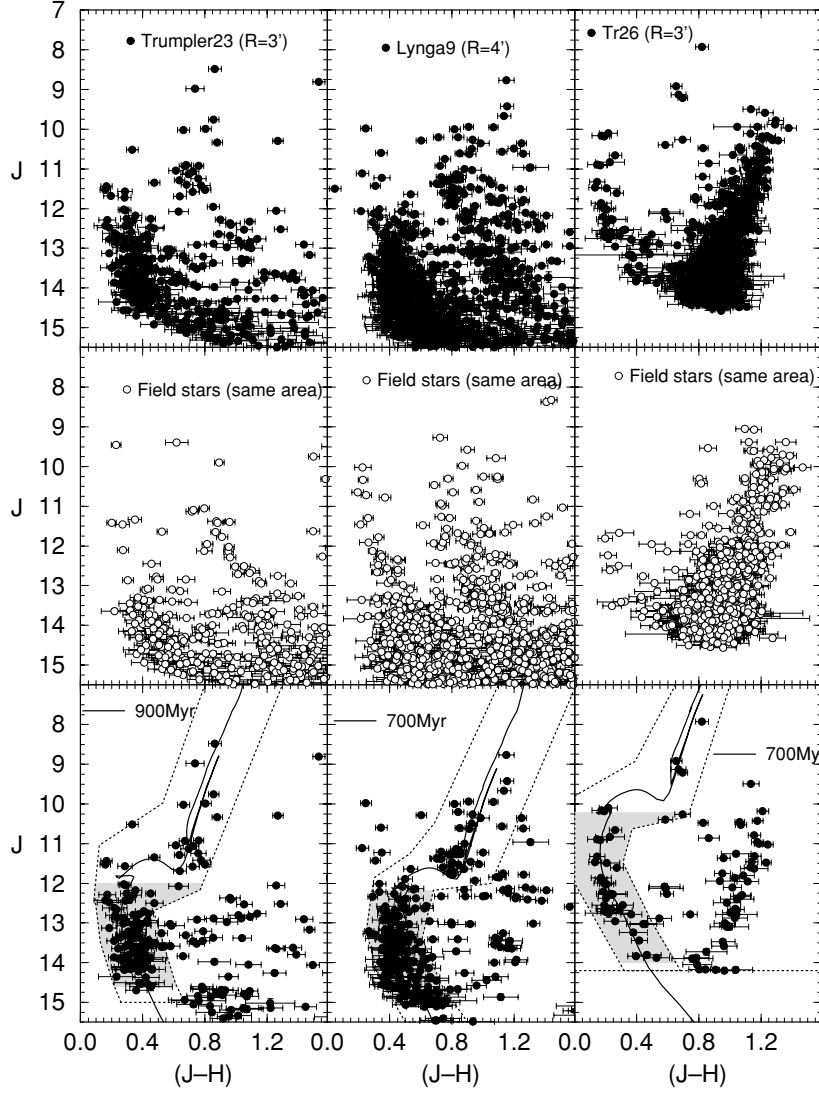 7
8
9
10
J
11
12
13
14
15
Trumpler23 (R=3’)
Lynga9 (R=4’)
Tr26 (R=3’)
8
9
10
J
11
12
13
14
15
Field stars (same area)
Field stars (same area)
Field stars (same area)
8
9
10
J
11
12
13
14
15
900Myr
700Myr
700My
0.0 0.4 0.8 1.2 0.0 0.4 0.8 1.2 0.0 0.4 0.8 1.2
(J–H) (J–H) (J–H)